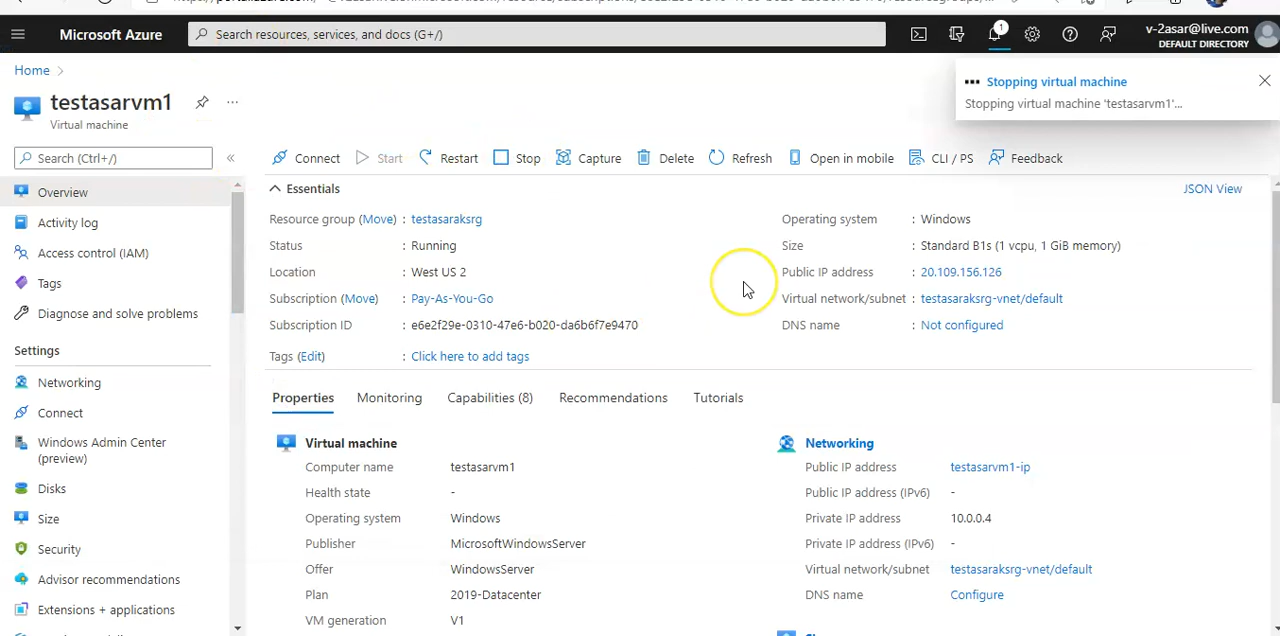 Microsoft Azure
Search resources, services, and docs (G+/)
1
v-2asar@live.com
DEFAULT DIRECTORY
Home
Stopping virtual machine
Stopping virtual machine 'testasarvm1'...
testasarvm1
Virtual machine
Search (Ctrl+/)
Connect Start Restart Stop Capture Delete Refresh Open in mobile CLI / PS Feedback
Overview
Activity log
Access control (IAM)
Tags
Diagnose and solve problems
Settings
Networking
Connect
Windows Admin Center
(preview)
Disks
Size
Security
Advisor recommendations
Extensions + applications
Essentials
JSON View
Resource group (Move) : testasaraksrg
Status : Running
Location : West US 2
Subscription (Move) : Pay-As-You-Go
Subscription ID : e6e2f29e-0310-47e6-b020-da6b6f7e9470
Tags (Edit) : Click here to add tags
Operating system : Windows
Size : Standard B1s (1 vcpu, 1 GiB memory)
Public IP address : 20.109.156.126
Virtual network/subnet : testasaraksrg-vnet/default
DNS name : Not configured
Properties Monitoring Capabilities (8) Recommendations Tutorials
Virtual machine
Computer name testasarvm1
Health state -
Operating system Windows
Publisher MicrosoftWindowsServer
Offer WindowsServer
Plan 2019-Datacenter
VM generation V1
Networking
Public IP address testasarvm1-ip
Public IP address (IPv6) -
Private IP address 10.0.0.4
Private IP address (IPv6) -
Virtual network/subnet testasaraksrg-vnet/default
DNS name Configure